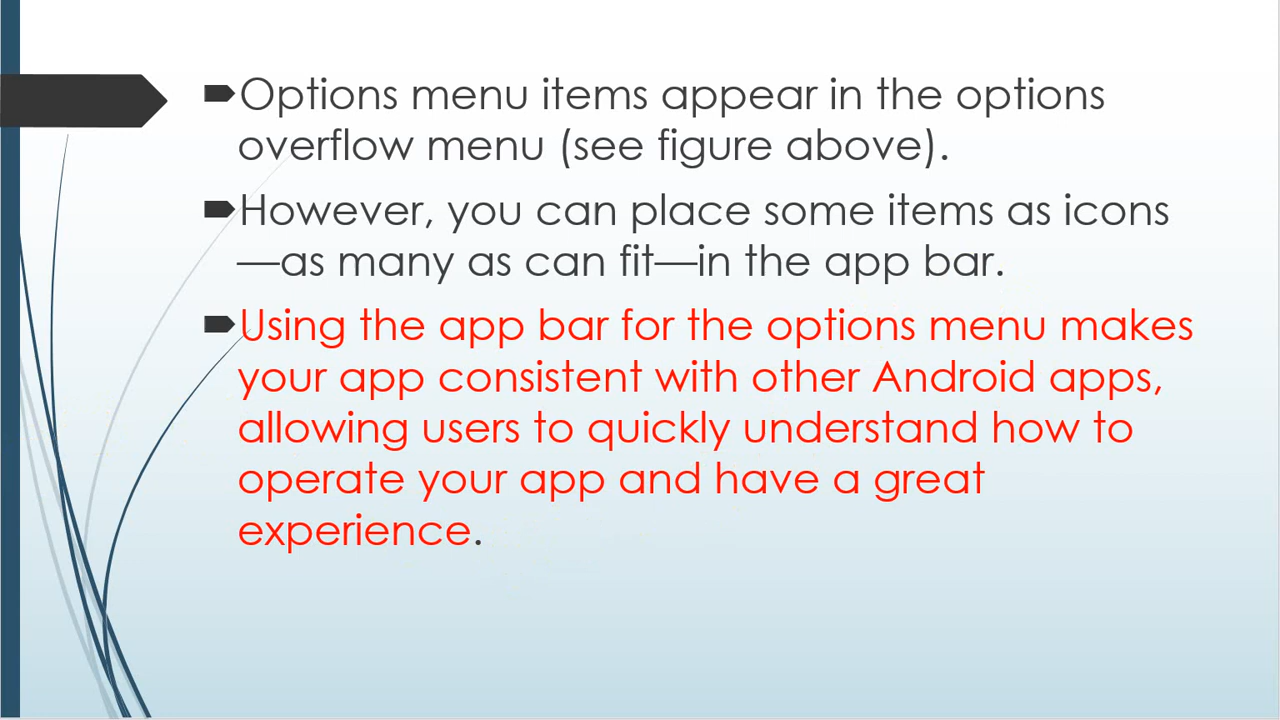 Options menu items appear in the options
overflow menu (see figure above).
However, you can place some items as icons
—as many as can fit—in the app bar.
Using the app bar for the options menu makes
your app consistent with other Android apps,
allowing users to quickly understand how to
operate your app and have a great
experience.